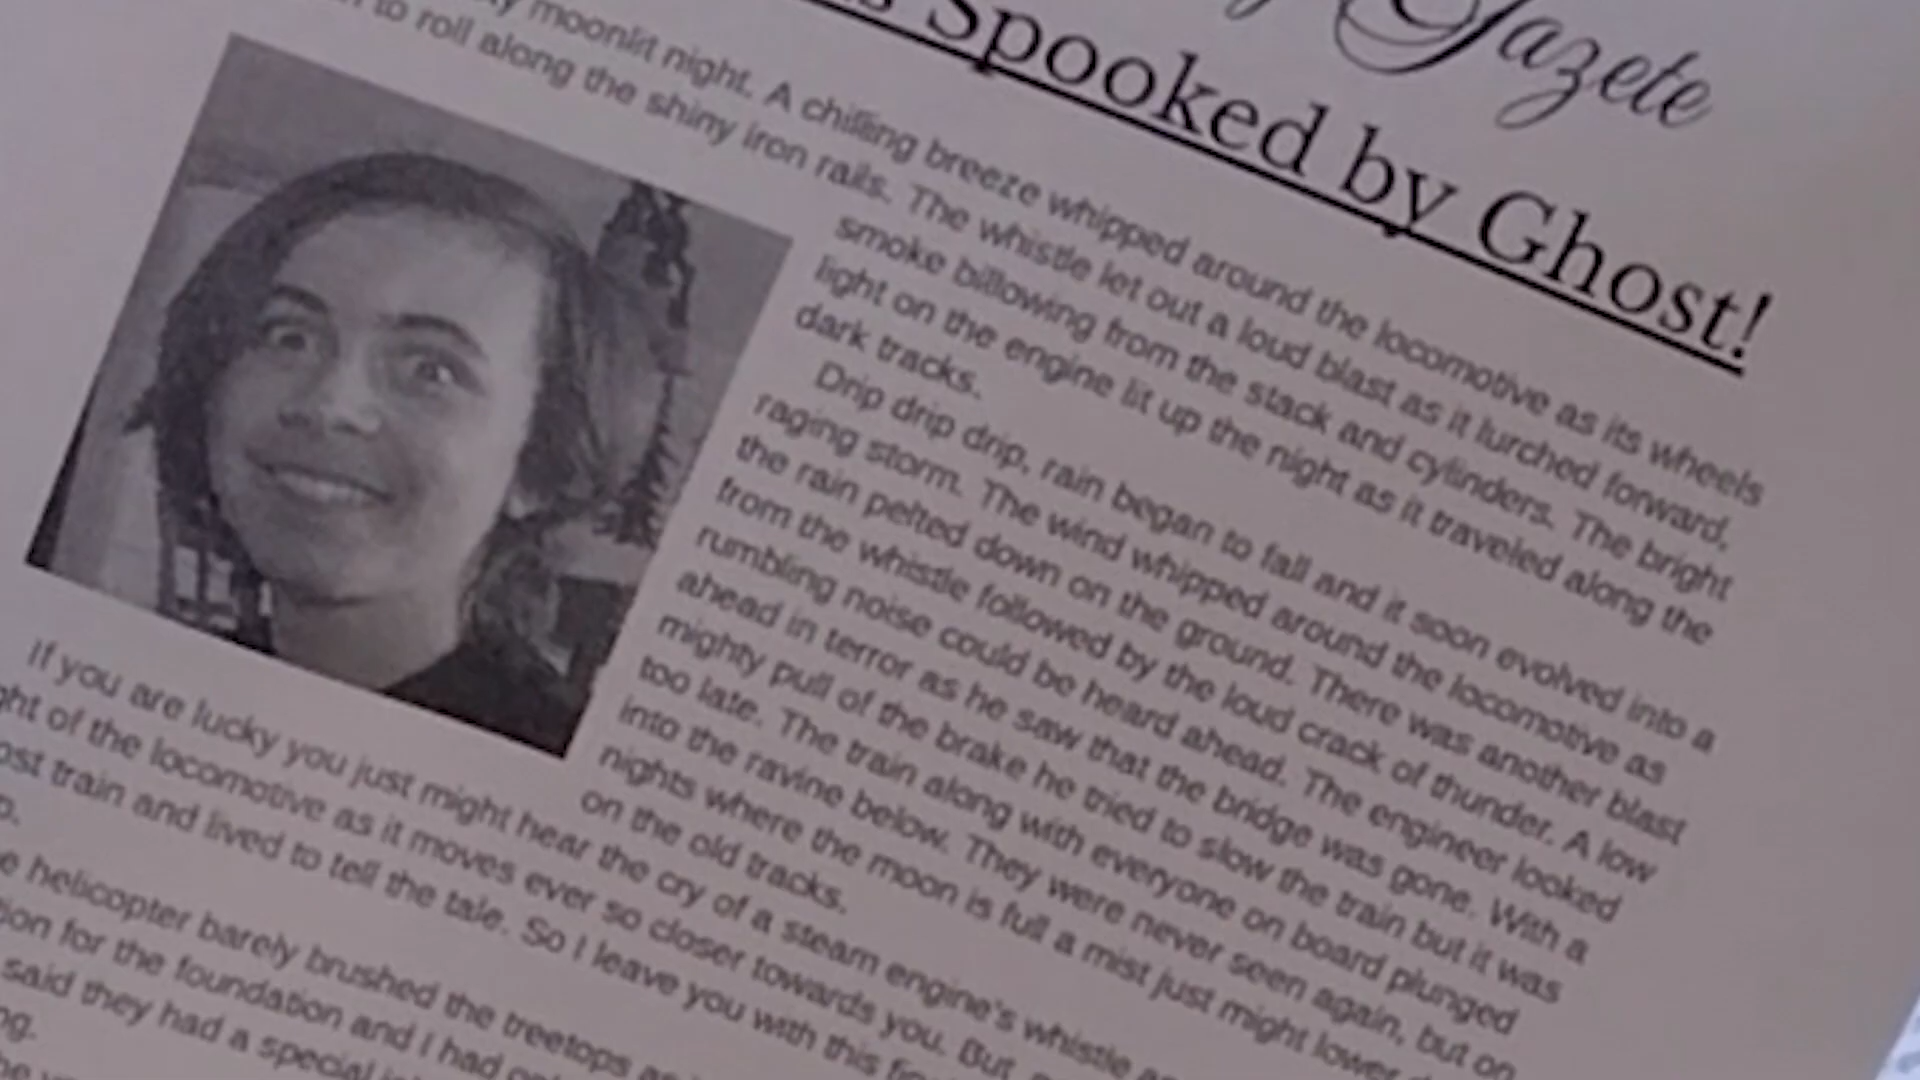 Gazete
Spooked by Ghost!
moonlit night. A chilling breeze whipped around the locomotive as its wheels
to roll along the shiny iron rails. The whistle let out a loud blast as it lurched forward,
smoke billowing from the stack and cylinders. The bright
light on the engine lit up the night as it traveled along the
dark tracks.
Drip drip drip, rain began to fall and it soon evolved into a
raging storm. The wind whipped around the locomotive as
the rain pelted down on the ground. There was another blast
from the whistle followed by the loud crack of thunder. A low
rumbling noise could be heard ahead. The engineer looked
ahead in terror as he saw that the bridge was gone. With a
mighty pull of the brake he tried to slow the train but it was
too late. The train along with everyone on board plunged
into the ravine below. They were never seen again, but on
nights where the moon is full a mist just might lower
on the old tracks.
If you are lucky you just might hear the cry of a steam engine's whistle
of the locomotive as it moves ever so closer towards you. But
train and lived to tell the tale. So I leave you with this
helicopter barely brushed the treetops
for the foundation and I had
said they had a special